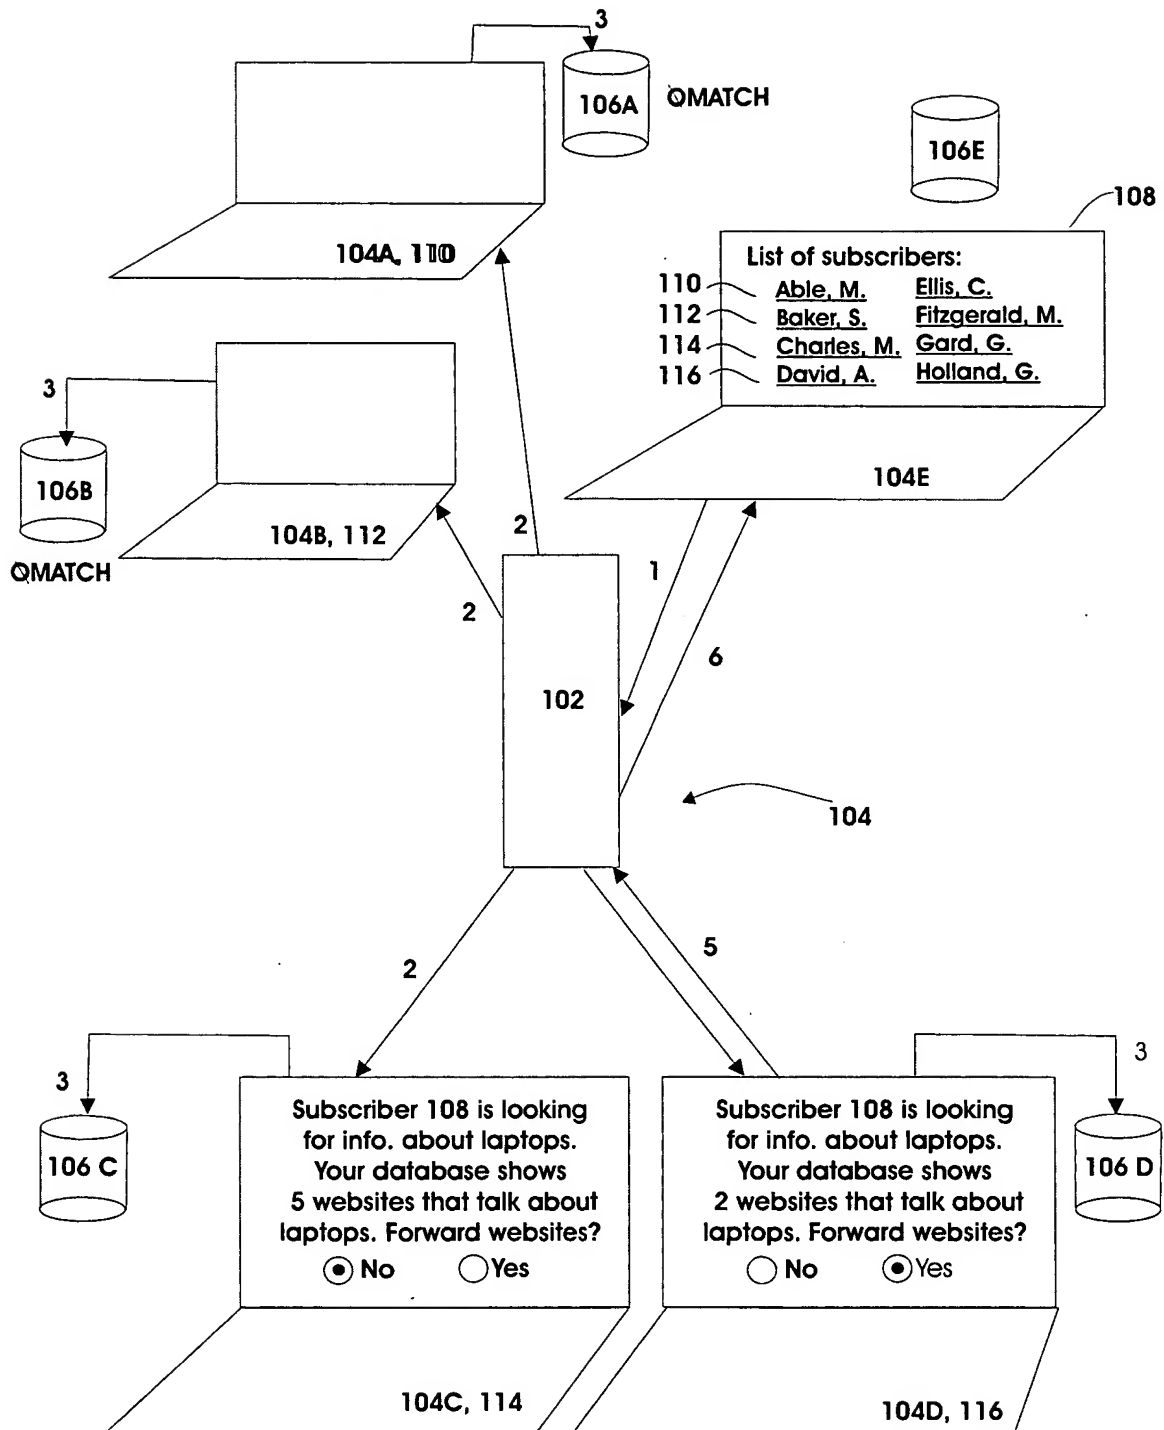 3
106A
ØMATCH
106E
108
104A, 110
List of subscribers:
110 Able, M. Ellis, C.
112 Baker, S. Fitzgerald, M.
114 Charles, M. Gard, G.
116 David, A. Holland, G.
104E
3
106B
ØMATCH
104B, 112
2
2
1
6
102
104
2
5
3
106 C
Subscriber 108 is looking
for info. about laptops.
Your database shows
5 websites that talk about
laptops. Forward websites?
No Yes
104C, 114
Subscriber 108 is looking
for info. about laptops.
Your database shows
2 websites that talk about
laptops. Forward websites?
No Yes
3
106 D
104D, 116